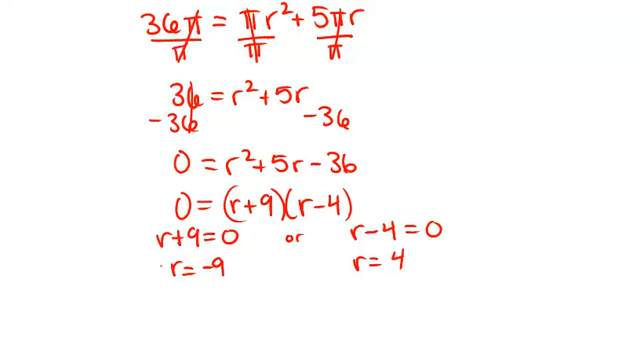 36π = πr² + 5πr
π π π
36 = r² + 5r
- 36 - 36
0 = r² + 5r - 36
0 = (r + 9)(r - 4)
r + 9 = 0 or r - 4 = 0
r = -9 r = 4